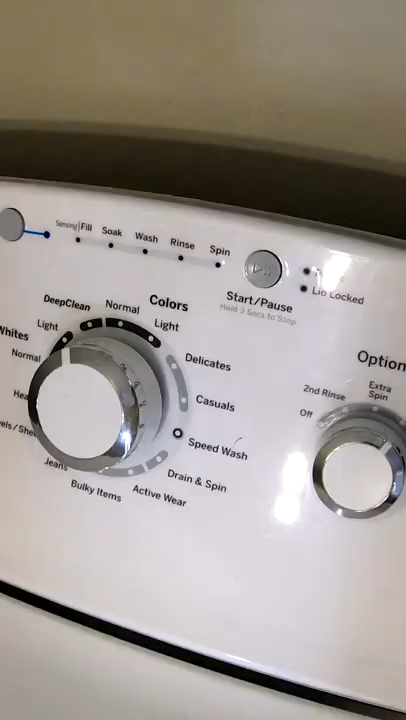 Sensing | Fill
Soak
Wash
Rinse
Spin
Start/Pause
Hold 3 Secs to Stop
Lid Locked
DeepClean
Normal
Colors
Light
Light
Whites
Normal
Delicates
Casuals
Speed Wash
Drain & Spin
Active Wear
Bulky Items
Jeans
Option
2nd Rinse
Extra
Spin
Off